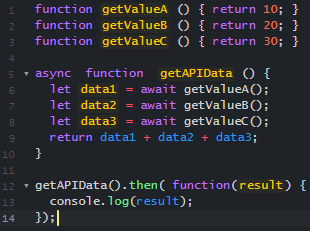 1 function getValueA () { return 10; }
2 function getValueB () { return 20; }
3 function getValueC () { return 30; }
4
5 async function getAPIData () {
6 let data1 = await getValueA();
7 let data2 = await getValueB();
8 let data3 = await getValueC();
9 return data1 + data2 + data3;
10 }
11
12 getAPIData().then( function(result) {
13 console.log(result);
14 });